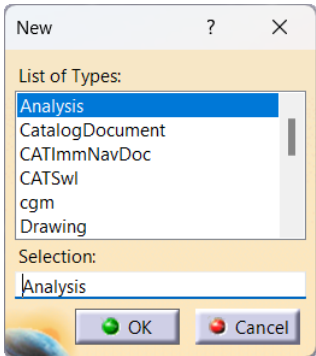 New ?
List of Types:
Analysis
CatalogDocument
CATImmNavDoc
CATSwl
cgm
Drawing
Selection:
Analysis
OK Cancel